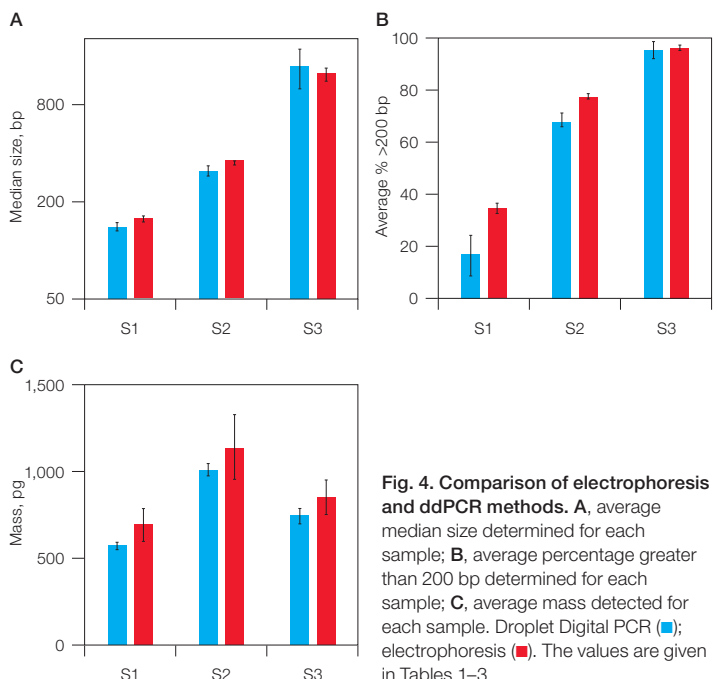 A
Median size, bp
800
200
50
S1 S2 S3
B
Average % >200 bp
100
80
60
40
20
0
S1 S2 S3
C
Mass, pg
1,500
1,000
500
0
S1 S2 S3
Fig. 4. Comparison of electrophoresis
and ddPCR methods. A, average
median size determined for each
sample; B, average percentage greater
than 200 bp determined for each
sample; C, average mass detected for
each sample. Droplet Digital PCR (■);
electrophoresis (■). The values are given
in Tables 1–3